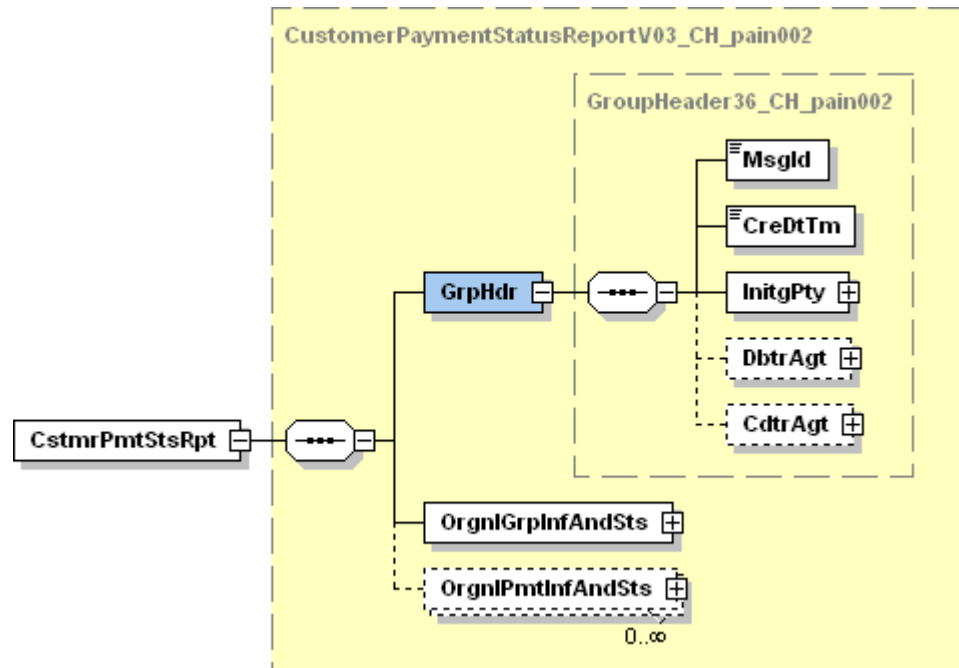 CustomerPaymentStatusReportV03_CH_pain002
GroupHeader36_CH_pain002
MsgId
CreDtTm
GrpHdr
InitgPty
DbtrAgt
CdtrAgt
CstmrPmtStsRpt
OrgnlGrpInfAndSts
OrgnlPmtInfAndSts
0..∞